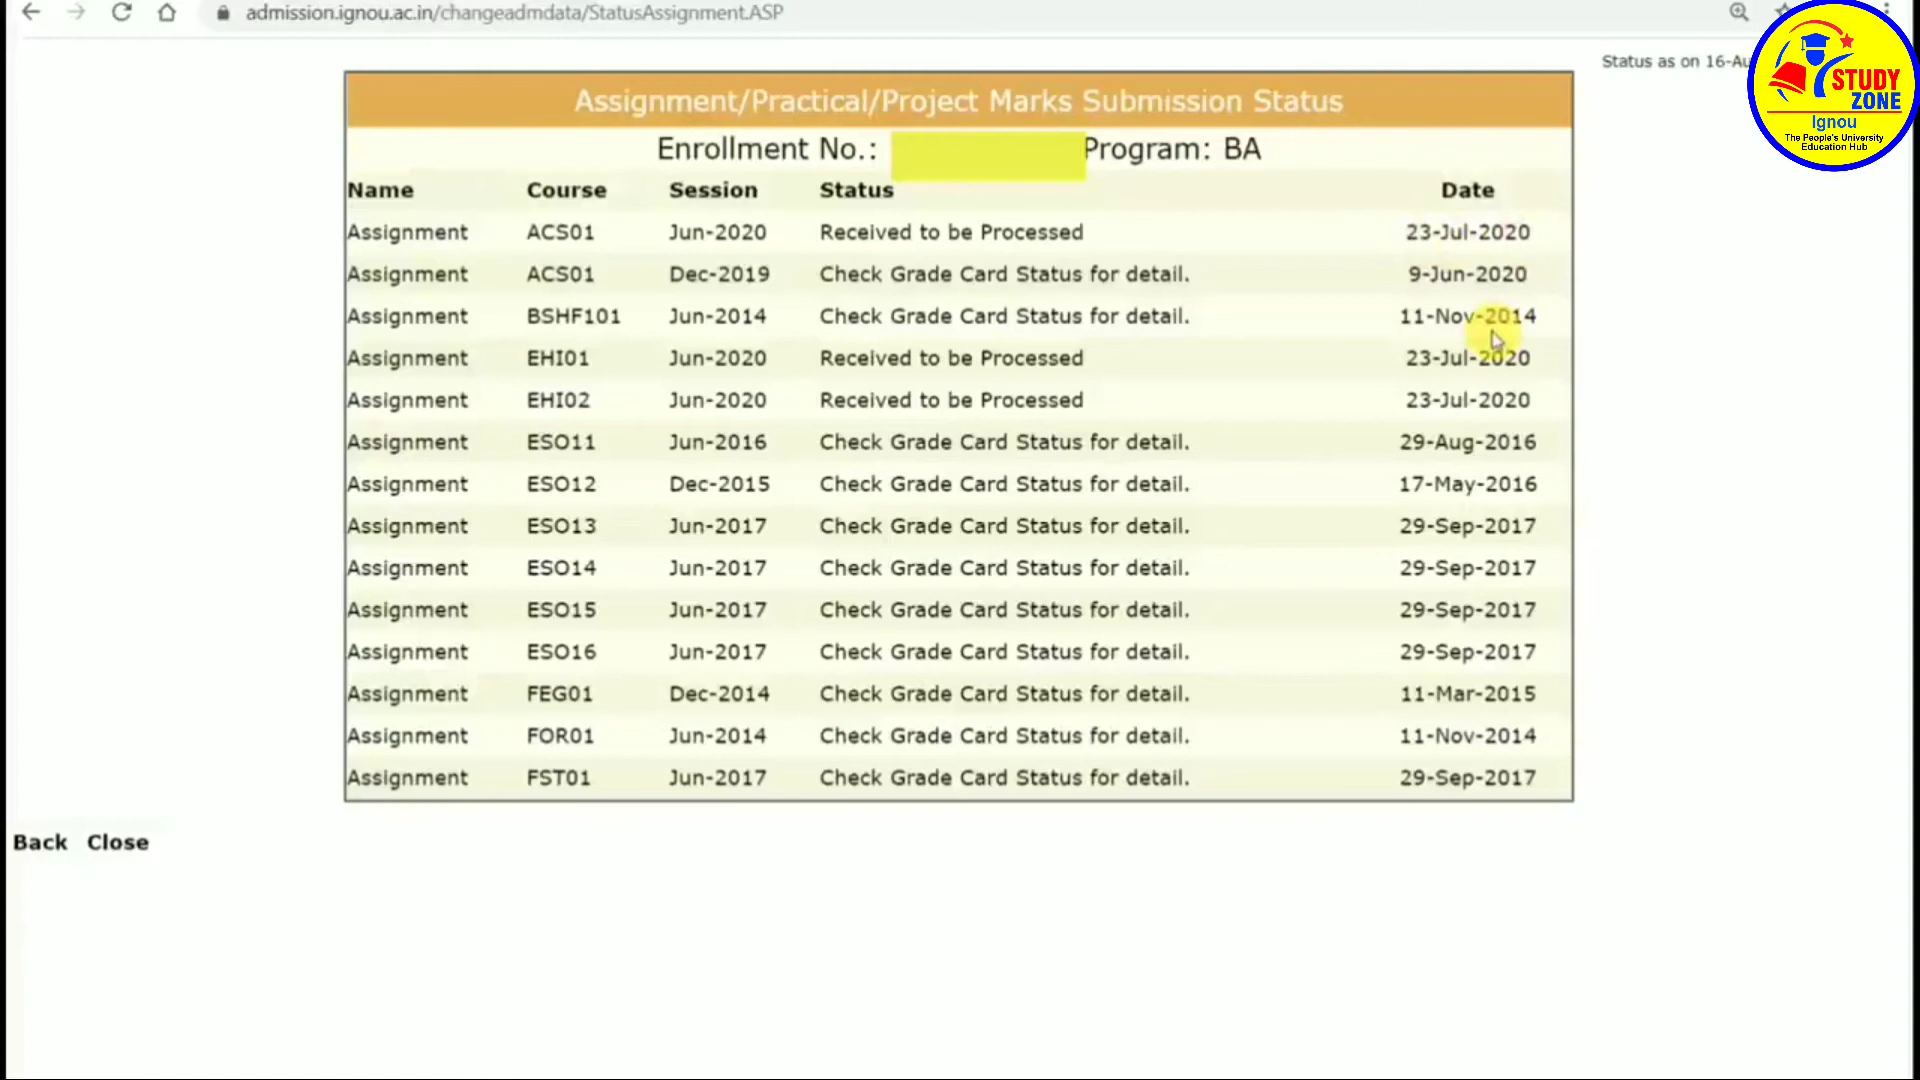 admission.ignou.ac.in/changeadmdata/StatusAssignment.ASP
Status as on 16-Au
STUDY
ZONE
Ignou
The People's University
Education Hub
Assignment/Practical/Project Marks Submission Status
Enrollment No.: Program: BA
Name Course Session Status Date
Assignment ACS01 Jun-2020 Received to be Processed 23-Jul-2020
Assignment ACS01 Dec-2019 Check Grade Card Status for detail. 9-Jun-2020
Assignment BSHF101 Jun-2014 Check Grade Card Status for detail. 11-Nov-2014
Assignment EHI01 Jun-2020 Received to be Processed 23-Jul-2020
Assignment EHI02 Jun-2020 Received to be Processed 23-Jul-2020
Assignment ESO11 Jun-2016 Check Grade Card Status for detail. 29-Aug-2016
Assignment ESO12 Dec-2015 Check Grade Card Status for detail. 17-May-2016
Assignment ESO13 Jun-2017 Check Grade Card Status for detail. 29-Sep-2017
Assignment ESO14 Jun-2017 Check Grade Card Status for detail. 29-Sep-2017
Assignment ESO15 Jun-2017 Check Grade Card Status for detail. 29-Sep-2017
Assignment ESO16 Jun-2017 Check Grade Card Status for detail. 29-Sep-2017
Assignment FEG01 Dec-2014 Check Grade Card Status for detail. 11-Mar-2015
Assignment FOR01 Jun-2014 Check Grade Card Status for detail. 11-Nov-2014
Assignment FST01 Jun-2017 Check Grade Card Status for detail. 29-Sep-2017
Back Close